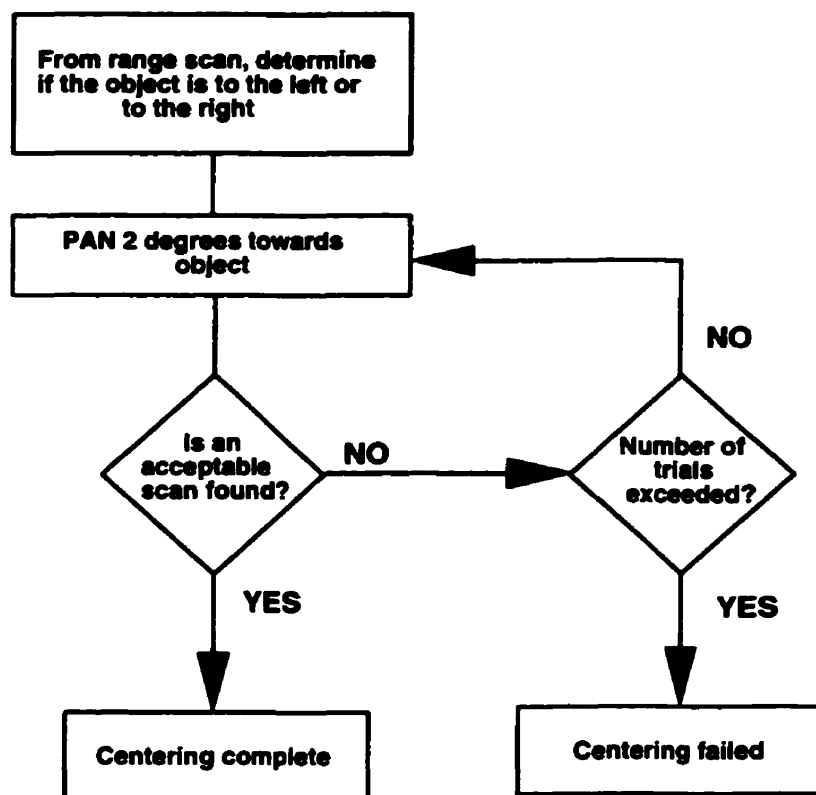 From range scan, determine
if the object is to the left or
to the right
PAN 2 degrees towards
object
NO
Is an
acceptable
scan found?
NO
Number of
trials
exceeded?
YES
YES
Centering complete
Centering failed